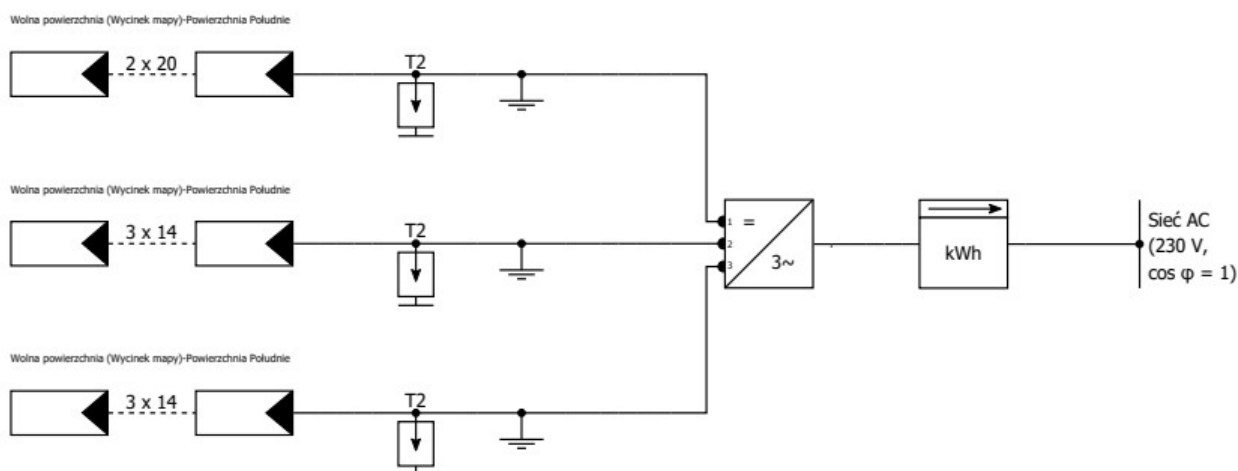 Wolna powierzchnia (Wycinek mapy)-Powierzchnia Południe
2 x 20
T2
Wolna powierzchnia (Wycinek mapy)-Powierzchnia Południe
3 x 14
T2
1 =
2
3
3~
kWh
Sieć AC
(230 V,
cos φ = 1)
Wolna powierzchnia (Wycinek mapy)-Powierzchnia Południe
3 x 14
T2